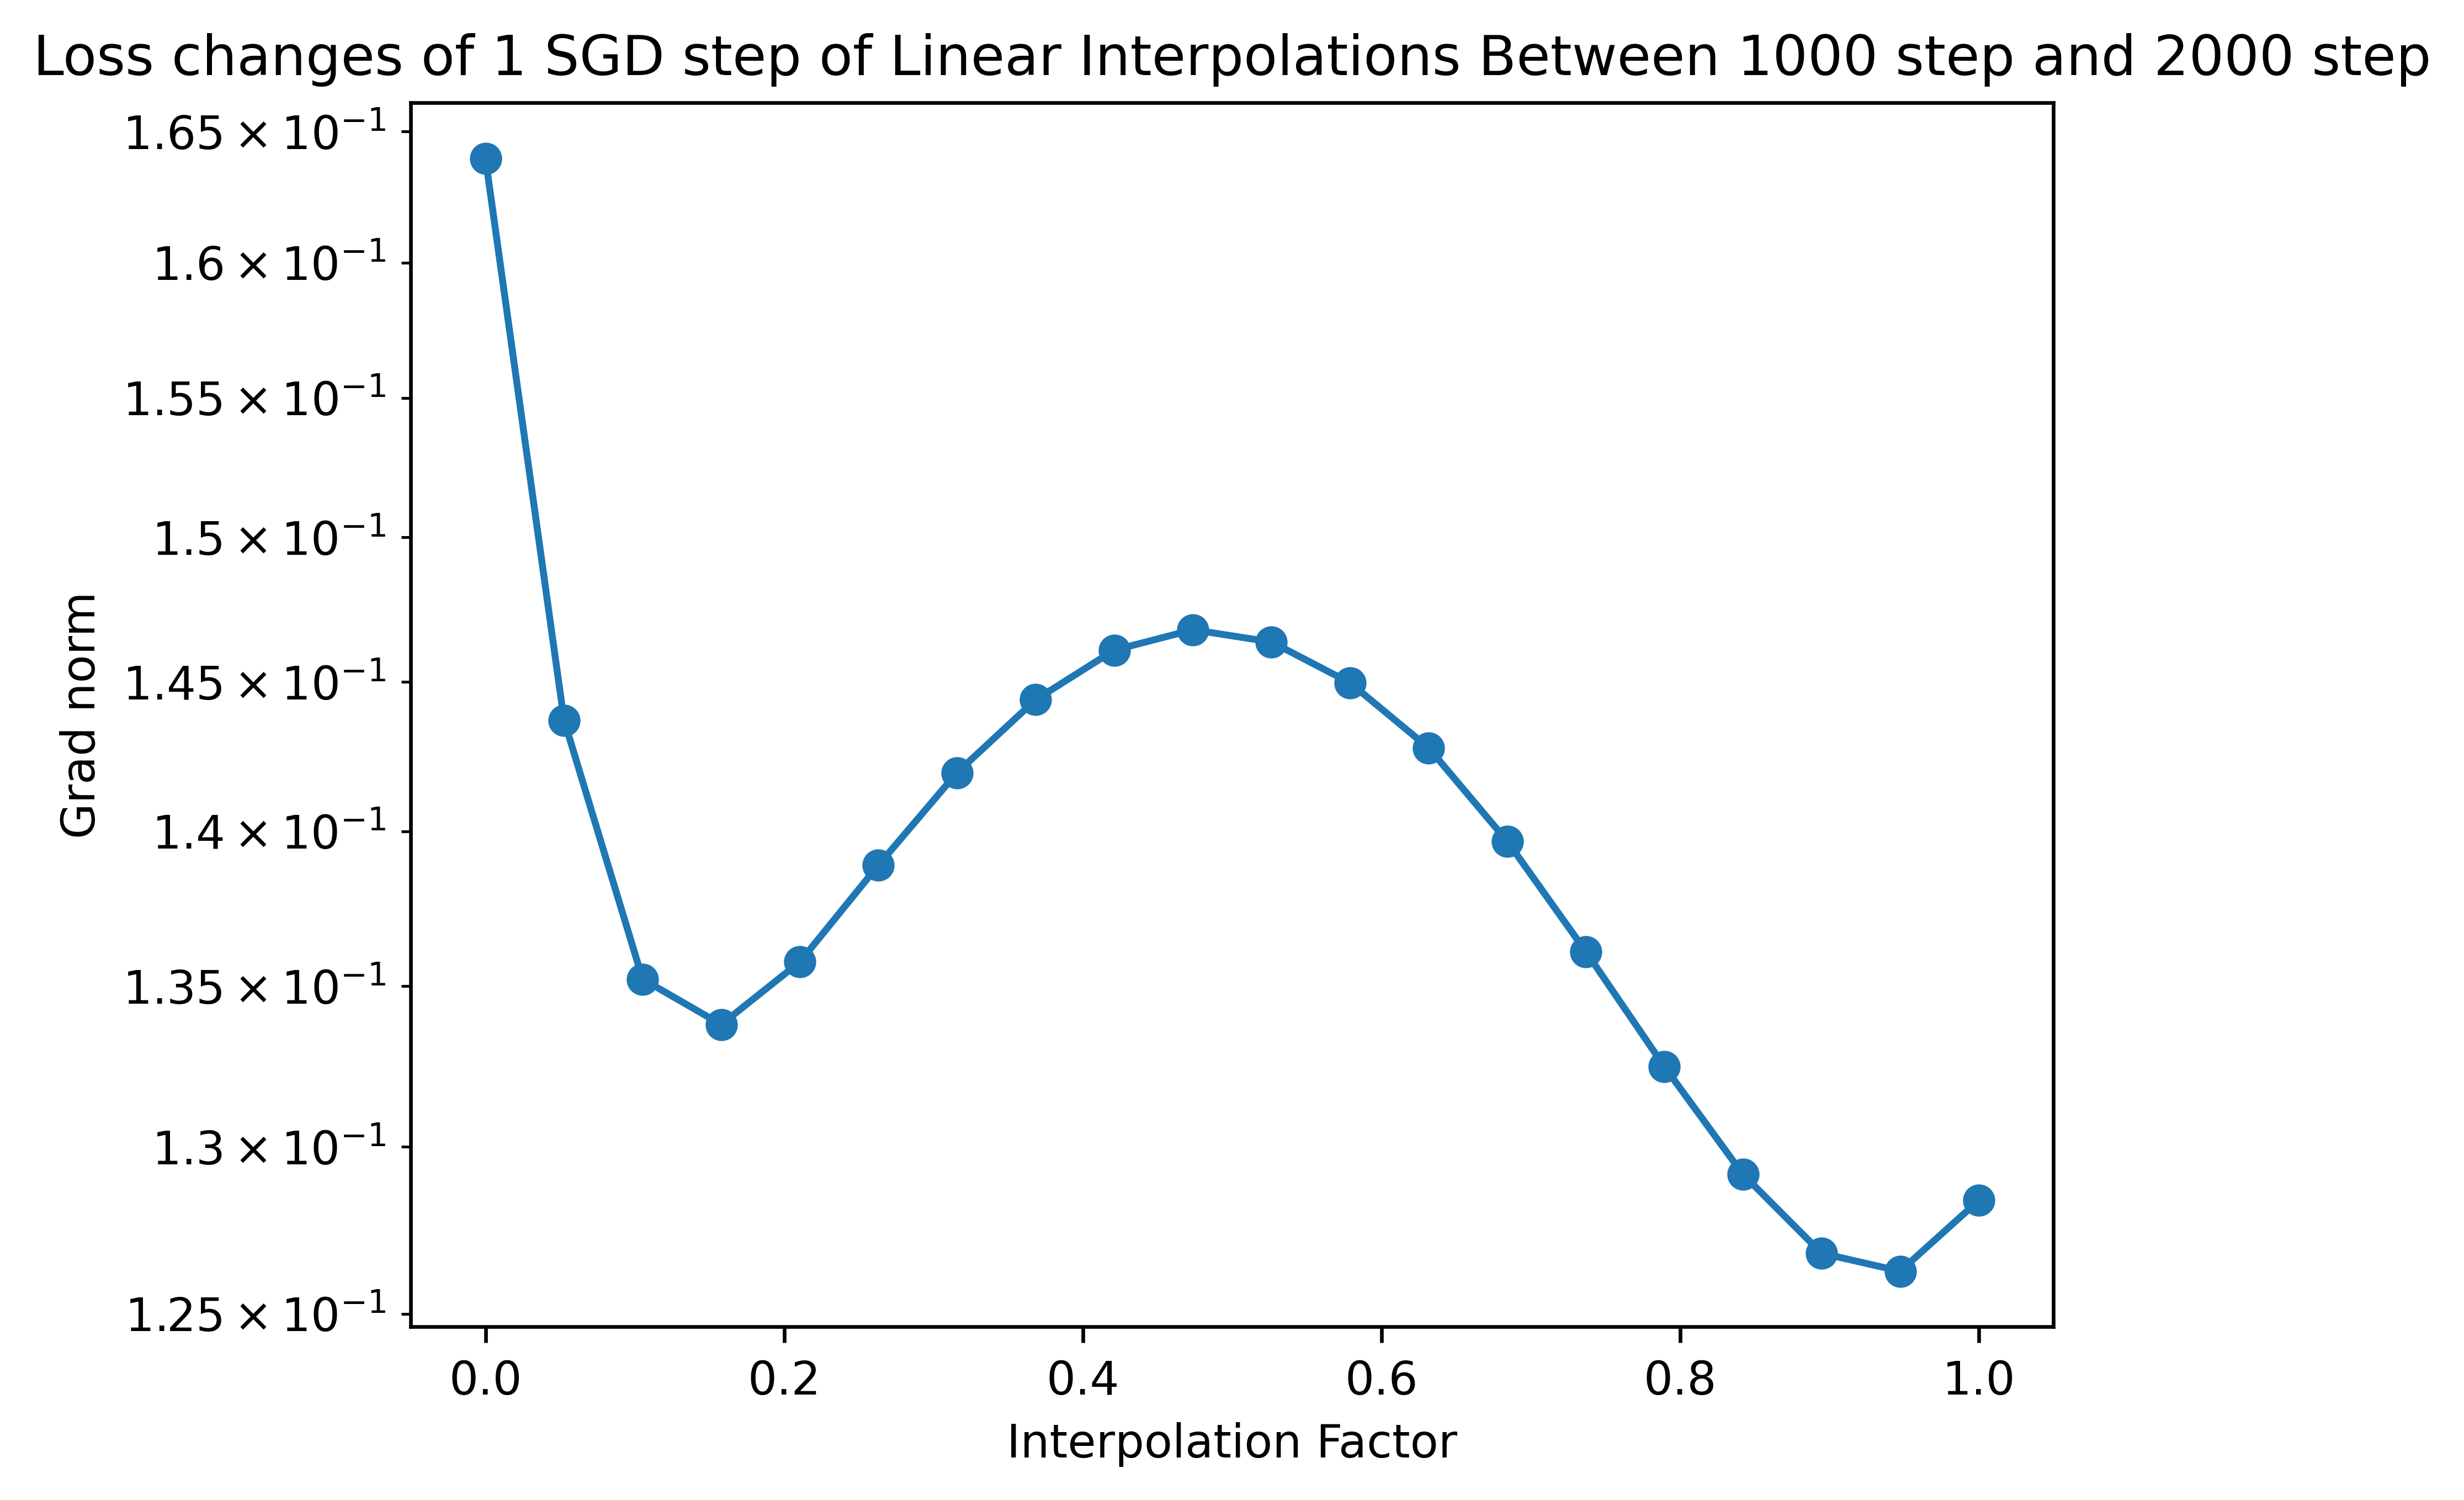 Loss changes of 1 SGD step of Linear Interpolations Between 1000 step and 2000 step
1.65 × 10⁻¹
1.6 × 10⁻¹
1.55 × 10⁻¹
1.5 × 10⁻¹
1.45 × 10⁻¹
1.4 × 10⁻¹
1.35 × 10⁻¹
1.3 × 10⁻¹
1.25 × 10⁻¹
Grad norm
0.0 0.2 0.4 0.6 0.8 1.0
Interpolation Factor